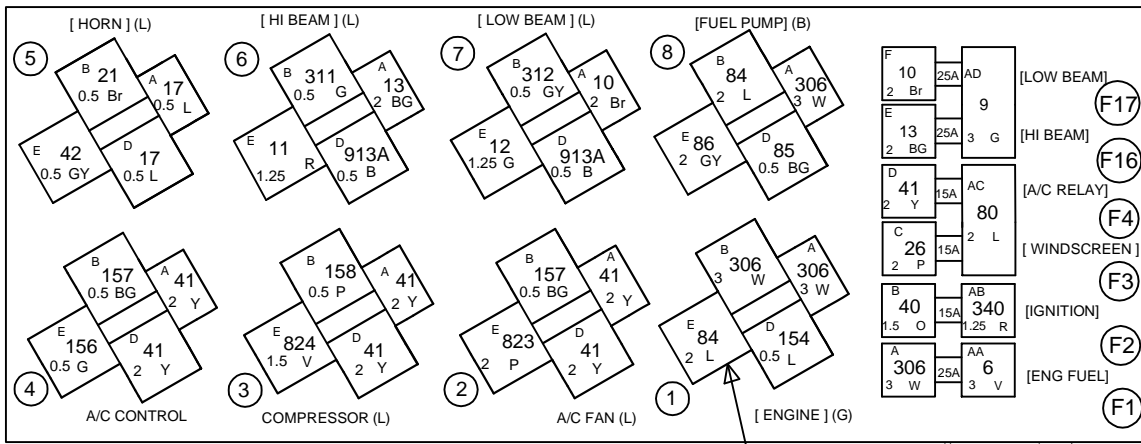 [ HORN ] (L)
5
B
21
0.5 Br
A
17
0.5 L
E
42
0.5 GY
D
17
0.5 L
[ HI BEAM ] (L)
6
B
311
0.5 G
A
13
2 BG
E
11
1.25 R
D
913A
0.5 B
[ LOW BEAM ] (L)
7
B
312
0.5 GY
A
10
2 Br
E
12
1.25 G
D
913A
0.5 B
[FUEL PUMP] (B)
8
B
84
2 L
A
306
3 W
E
86
2 GY
D
85
0.5 BG
4
B
157
0.5 BG
A
41
2 Y
E
156
0.5 G
D
41
2 Y
A/C CONTROL
3
B
158
0.5 P
A
41
2 Y
E
824
1.5 V
D
41
2 Y
COMPRESSOR (L)
2
B
157
0.5 BG
A
41
2 Y
E
823
2 P
D
41
2 Y
A/C FAN (L)
1
B
306
3 W
A
306
3 W
E
84
2 L
D
154
0.5 L
[ ENGINE ] (G)
F
10
2 Br
25A
AD
9
3 G
[LOW BEAM]
F17
E
13
2 BG
25A
[HI BEAM]
F16
D
41
2 Y
15A
AC
80
2 L
[A/C RELAY]
F4
C
26
2 P
15A
[ WINDSCREEN ]
F3
B
40
1.5 O
15A
AB
340
1.25 R
[IGNITION]
F2
A
306
3 W
25A
AA
6
3 V
[ENG FUEL]
F1